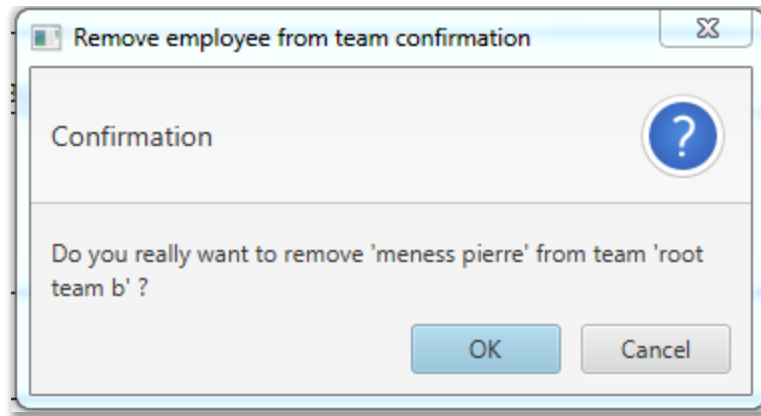 Remove employee from team confirmation
Confirmation
?
Do you really want to remove 'meness pierre' from team 'root
team b' ?
OK
Cancel